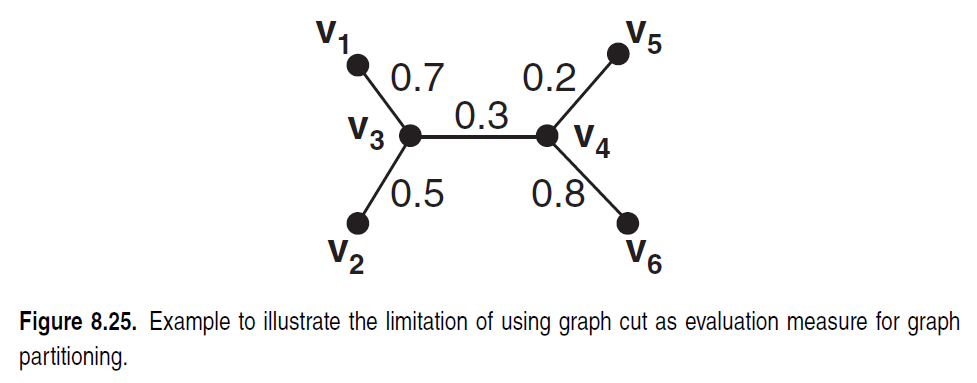 v1
v5
0.7
0.2
0.3
v3
v4
0.5
0.8
v2
v6
Figure 8.25. Example to illustrate the limitation of using graph cut as evaluation measure for graph
partitioning.